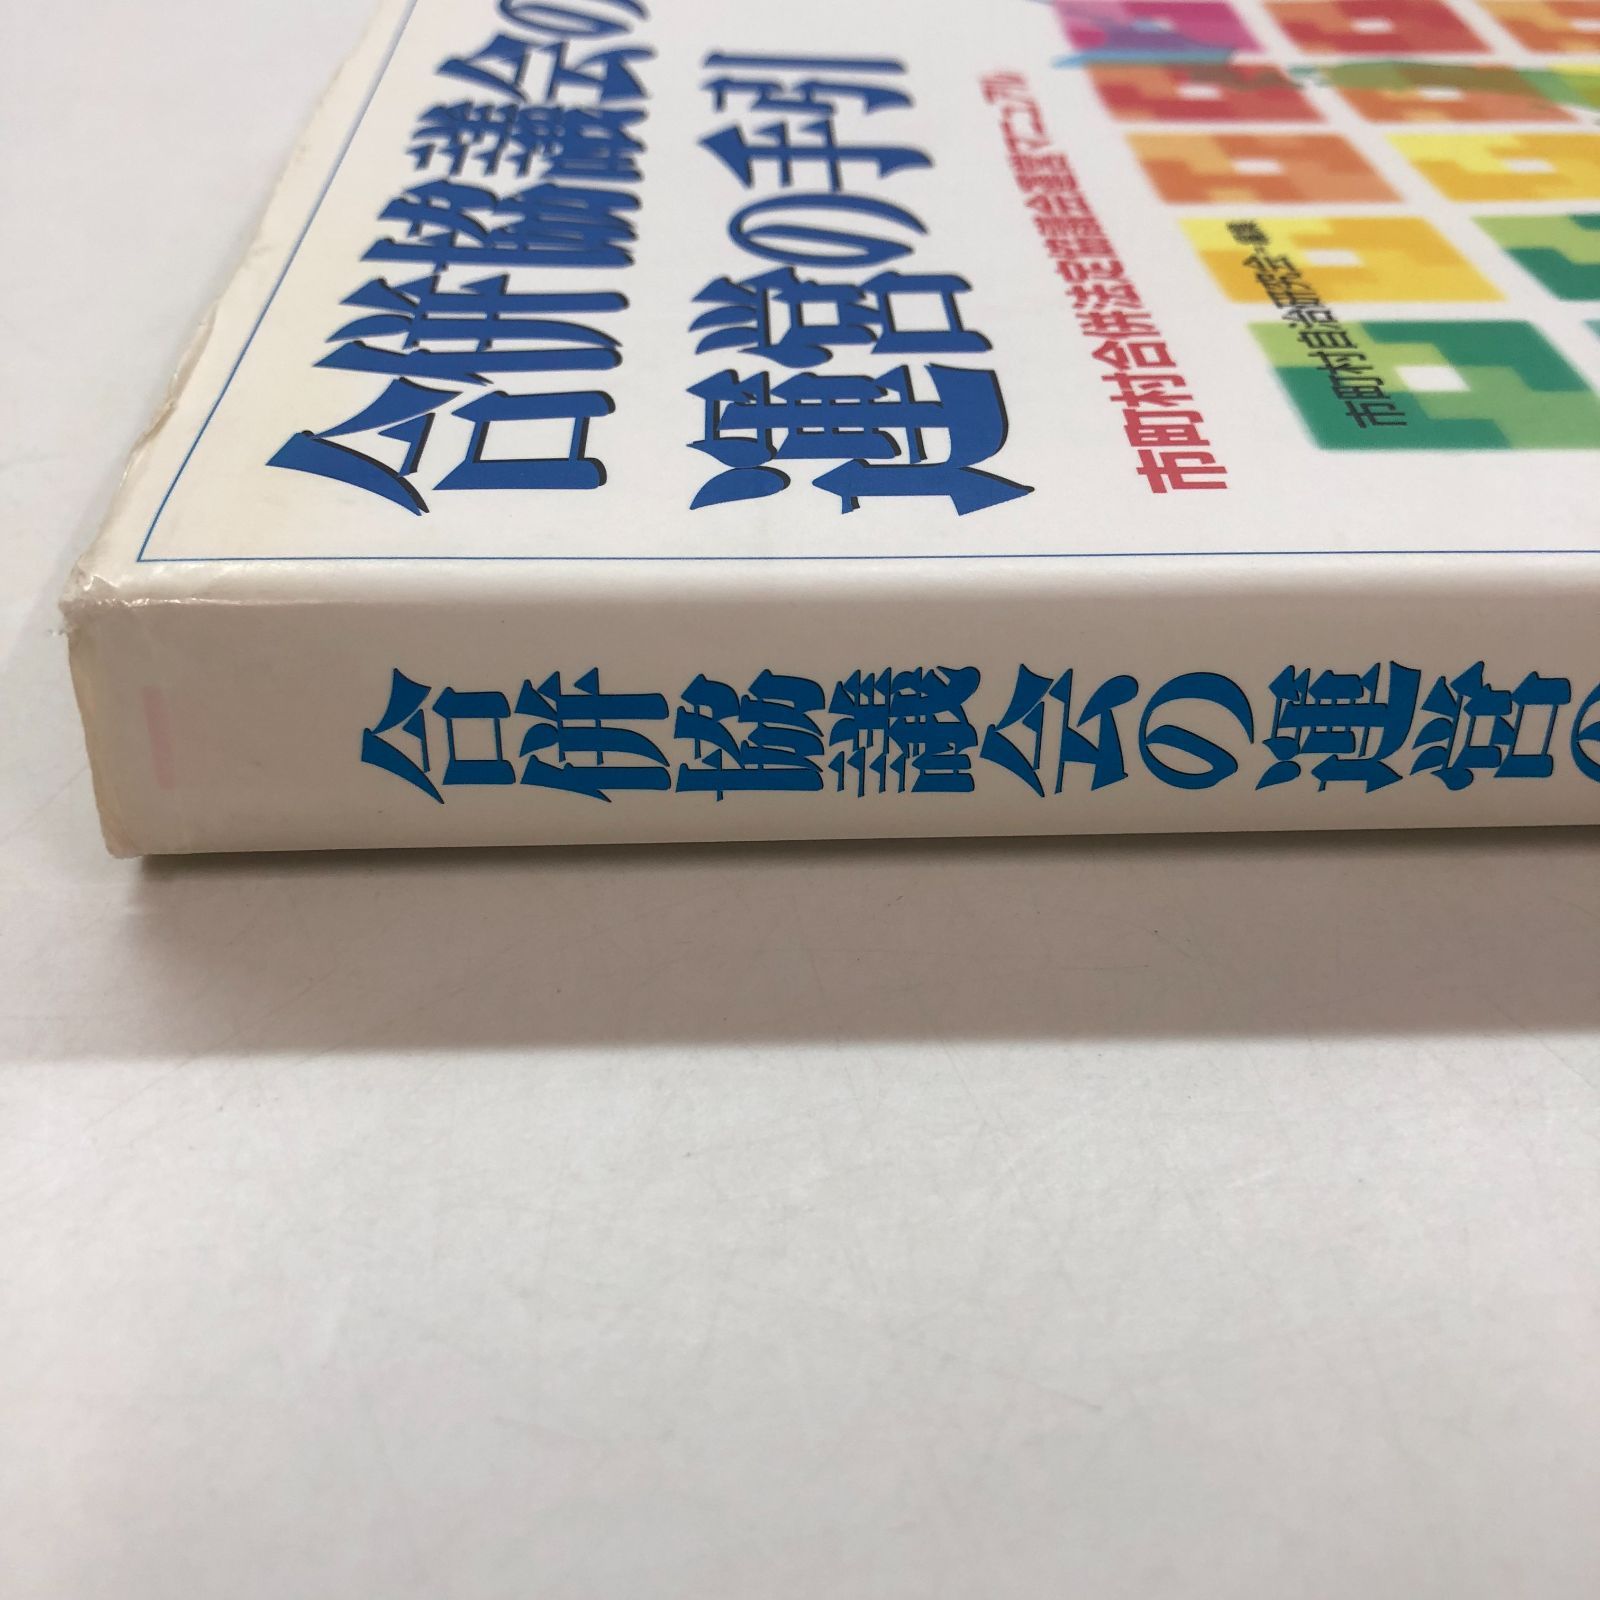 合併協議会の
運営の手引
市町村合併法定協議会運営マニュアル
市町村自治研究会・編
合併協議会の運営の